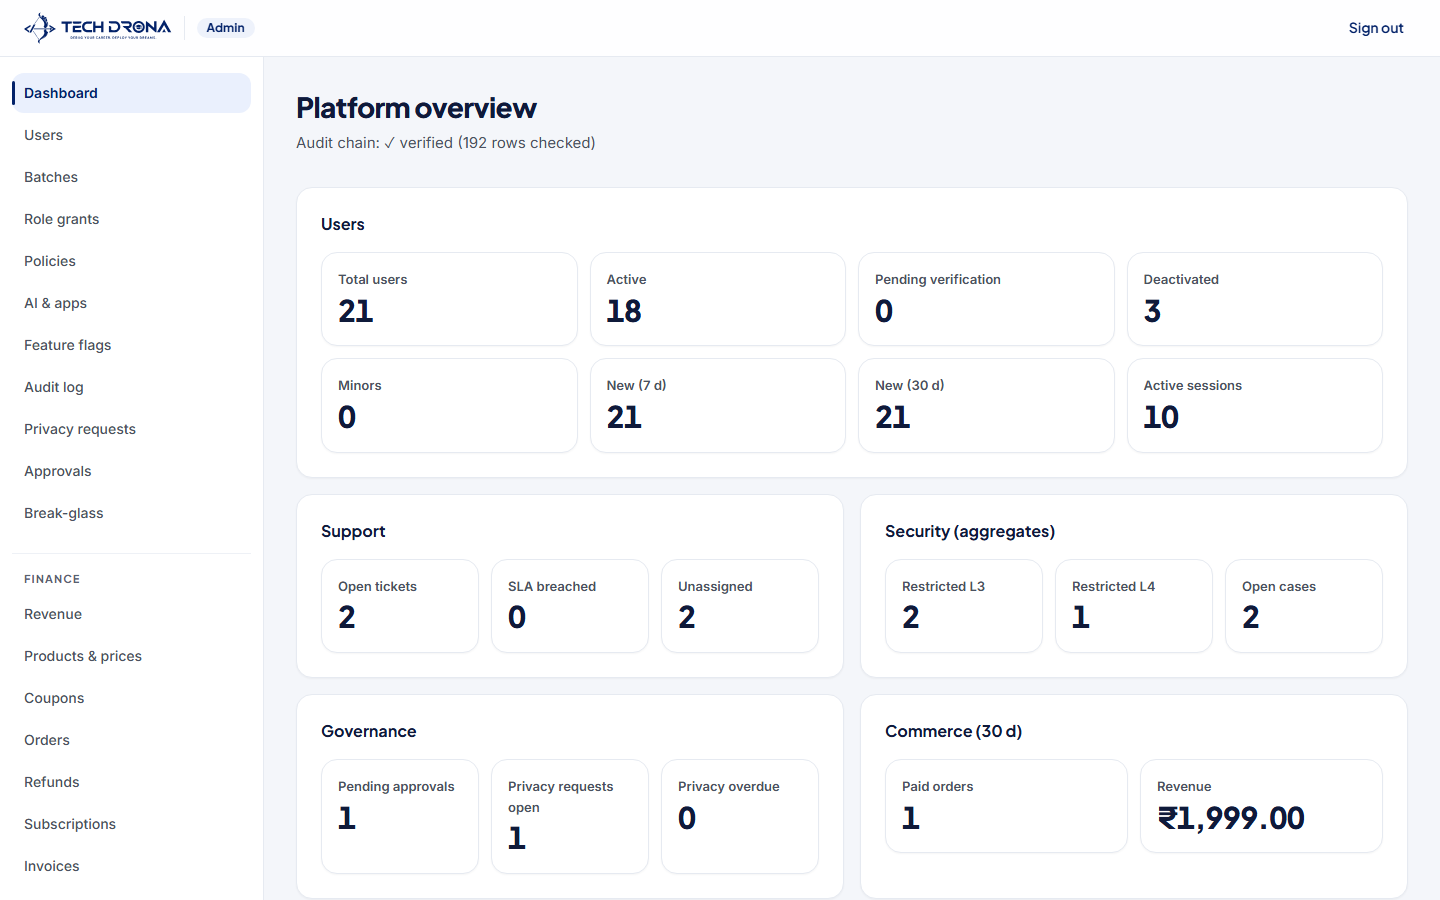 TECH DRONA
Admin
Sign out
Dashboard
Users
Batches
Role grants
Policies
AI & apps
Feature flags
Audit log
Privacy requests
Approvals
Break-glass
FINANCE
Revenue
Products & prices
Coupons
Orders
Refunds
Subscriptions
Invoices
Platform overview
Audit chain: ✓ verified (192 rows checked)
Users
Total users
21
Active
18
Pending verification
0
Deactivated
3
Minors
0
New (7 d)
21
New (30 d)
21
Active sessions
10
Support
Open tickets
2
SLA breached
0
Unassigned
2
Security (aggregates)
Restricted L3
2
Restricted L4
1
Open cases
2
Governance
Pending approvals
1
Privacy requests
open
1
Privacy overdue
0
Commerce (30 d)
Paid orders
1
Revenue
₹1,999.00